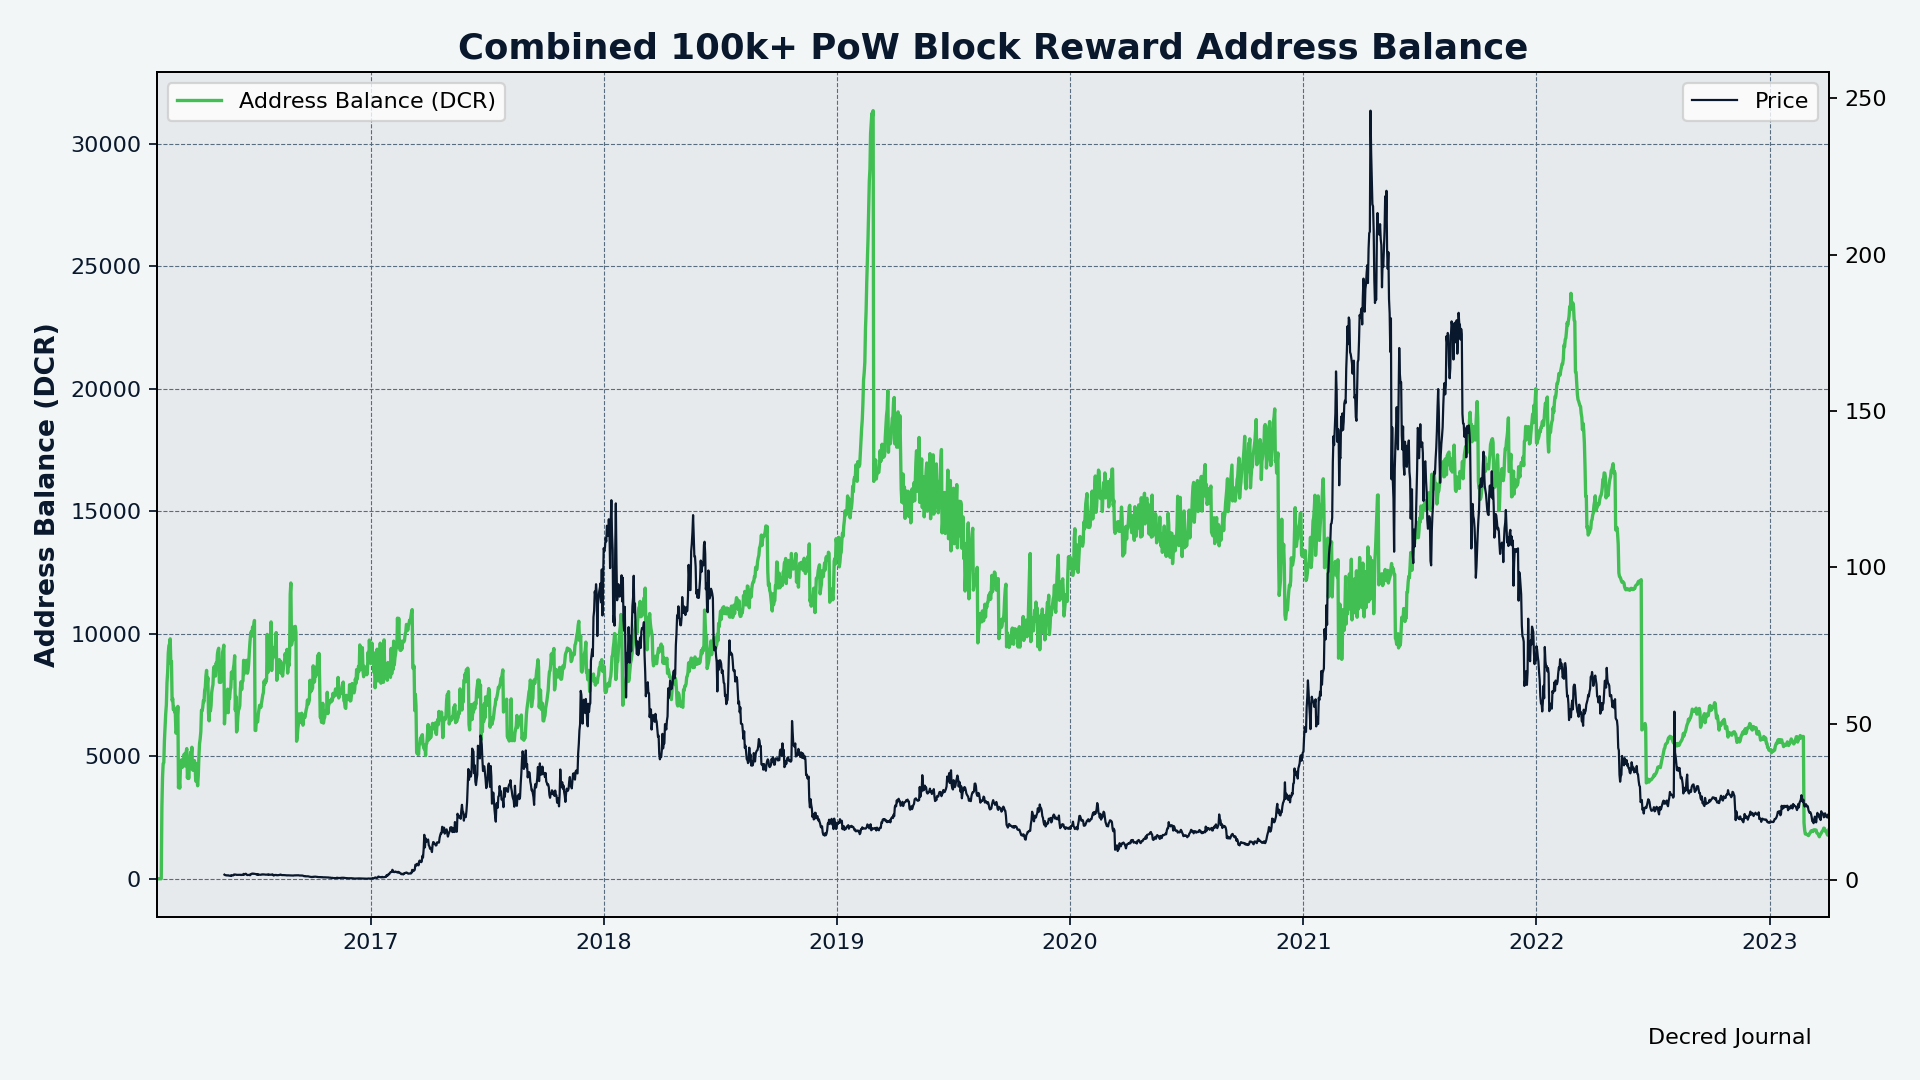 Combined 100k+ PoW Block Reward Address Balance
Address Balance (DCR)
Price
Address Balance (DCR)
30000
25000
20000
15000
10000
5000
0
250
200
150
100
50
0
2017 2018 2019 2020 2021 2022 2023
Decred Journal